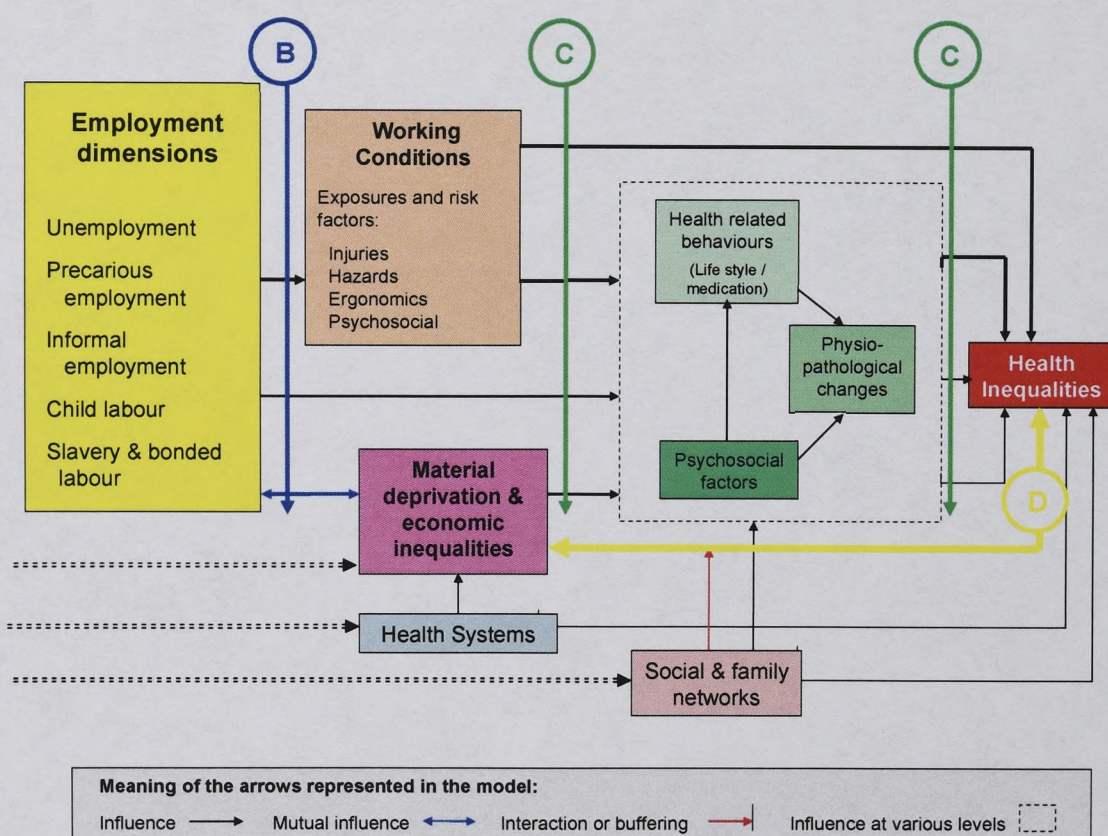 B
C
C
Employment
dimensions
Unemployment
Precarious
employment
Informal
employment
Child labour
Slavery & bonded
labour
Working
Conditions
Exposures and risk
factors:
Injuries
Hazards
Ergonomics
Psychosocial
Material
deprivation &
economic
inequalities
Health Systems
Health related
behaviours
(Life style /
medication)
Physio-
pathological
changes
Psychosocial
factors
Social & family
networks
Health
Inequalities
D
Meaning of the arrows represented in the model:
Influence Mutual influence Interaction or buffering Influence at various levels